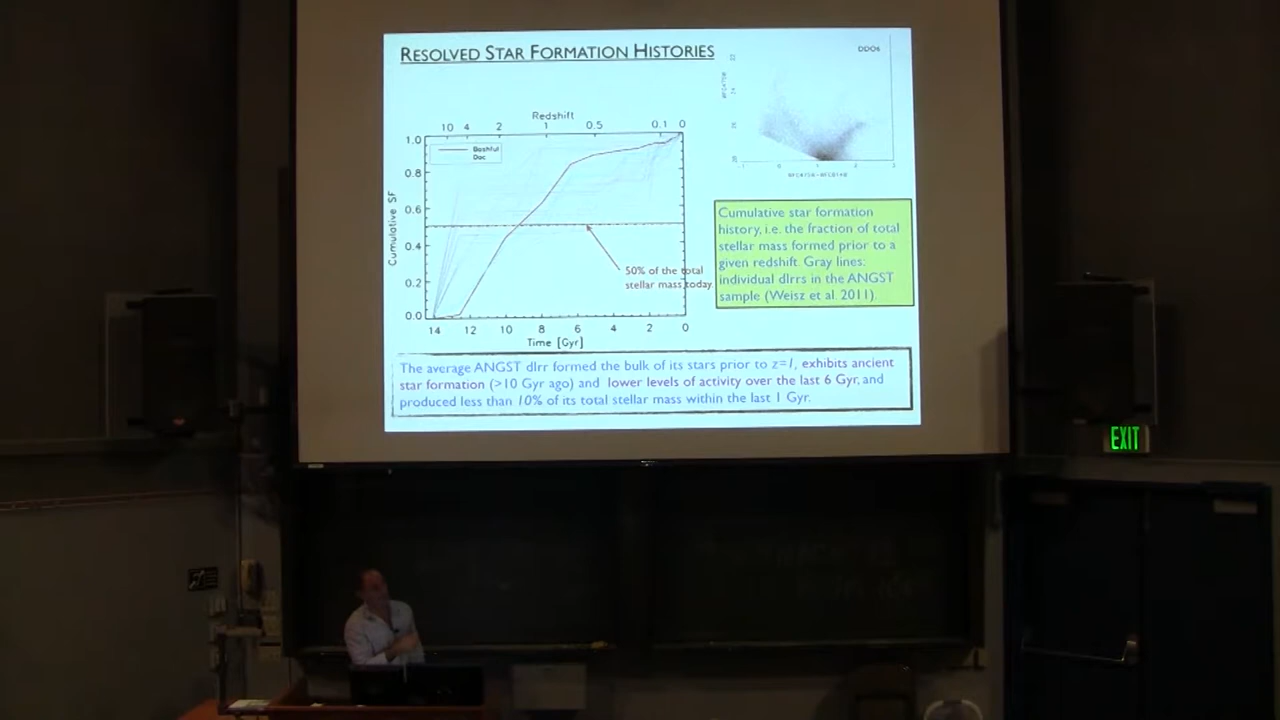 RESOLVED STAR FORMATION HISTORIES
DDO6
Redshift
10 4 2 1 0.5 0.1 0
1.0
0.8
0.6
0.4
0.2
0.0
Cumulative SF
Bashful
Doc
50% of the total
stellar mass today.
14 12 10 8 6 4 2 0
Time [Gyr]
Cumulative star formation
history, i.e. the fraction of total
stellar mass formed prior to a
given redshift. Gray lines:
individual dIrrs in the ANGST
sample (Weisz et al. 2011).
The average ANGST dIrr formed the bulk of its stars prior to z=1, exhibits ancient
star formation (>10 Gyr ago) and lower levels of activity over the last 6 Gyr, and
produced less than 10% of its total stellar mass within the last 1 Gyr.
EXIT